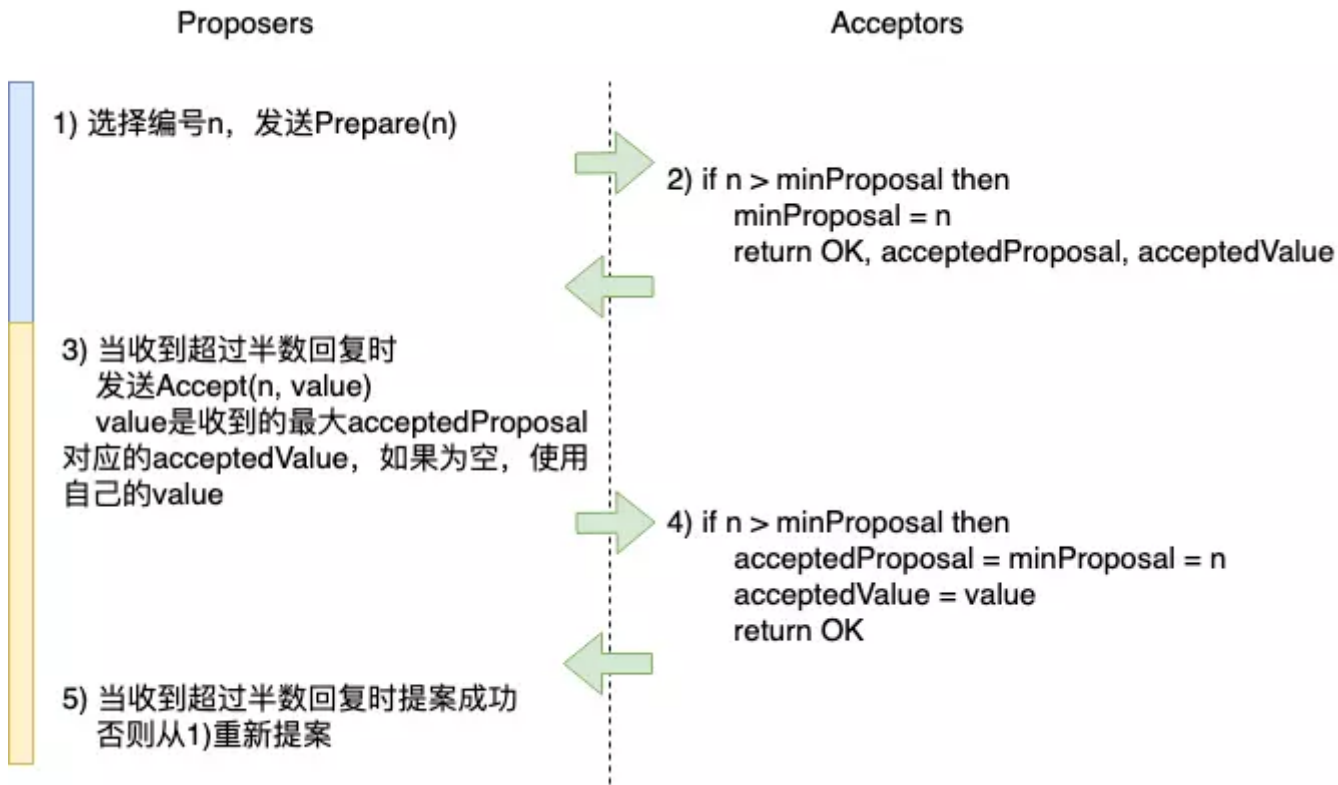 Proposers
Acceptors
1) 选择编号n，发送Prepare(n)
2) if n > minProposal then
minProposal = n
return OK, acceptedProposal, acceptedValue
3) 当收到超过半数回复时
发送Accept(n, value)
value是收到的最大acceptedProposal
对应的acceptedValue，如果为空，使用
自己的value
4) if n > minProposal then
acceptedProposal = minProposal = n
acceptedValue = value
return OK
5) 当收到超过半数回复时提案成功
否则从1)重新提案